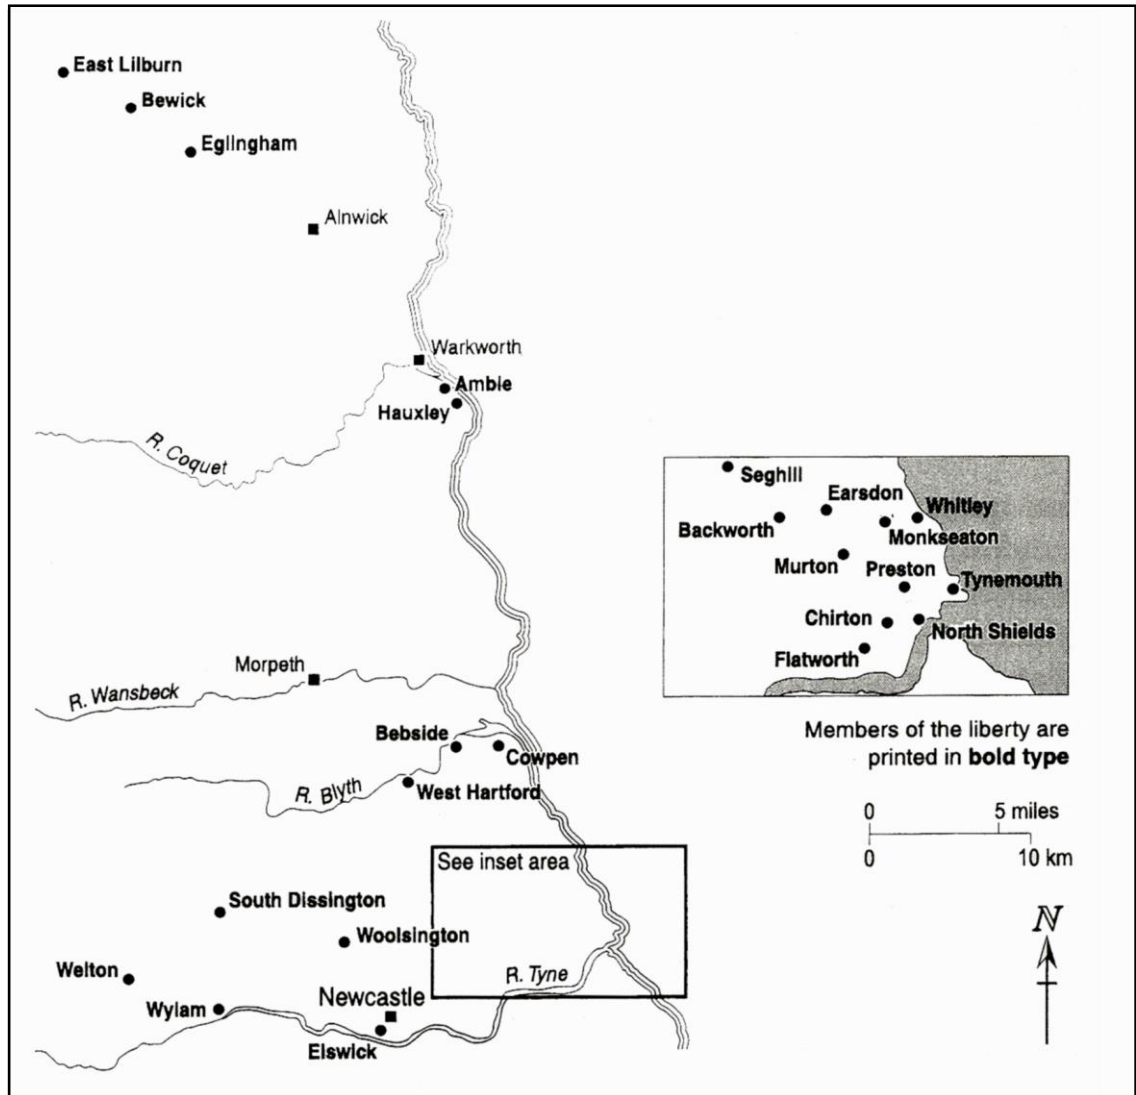 East Lilburn
Bewick
Eglingham
Alnwick
Warkworth
Amble
Hauxley
R. Coquet
Seghill
Earsdon
Whitley
Backworth
Monkseaton
Murton
Preston
Tynemouth
Chirton
North Shields
Flatworth
Morpeth
R. Wansbeck
Members of the liberty are
printed in bold type
Bebside
Cowpen
R. Blyth
West Hartford
0 5 miles
0 10 km
See inset area
South Dissington
Woolsington
N
Welton
R. Tyne
Wylam
Newcastle
Elswick